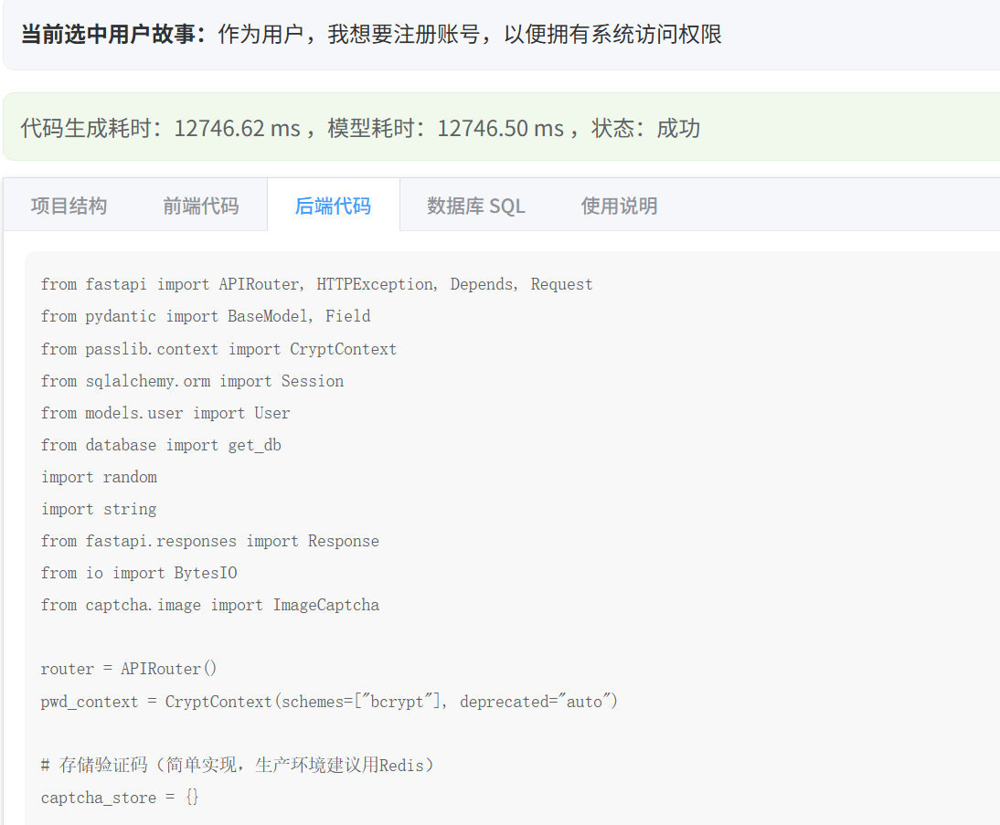 当前选中用户故事：作为用户，我想要注册账号，以便拥有系统访问权限
代码生成耗时：12746.62 ms ，模型耗时：12746.50 ms ，状态：成功
项目结构 前端代码 后端代码 数据库 SQL 使用说明
from fastapi import APIRouter, HTTPException, Depends, Request
from pydantic import BaseModel, Field
from passlib.context import CryptContext
from sqlalchemy.orm import Session
from models.user import User
from database import get_db
import random
import string
from fastapi.responses import Response
from io import BytesIO
from captcha.image import ImageCaptcha
router = APIRouter()
pwd_context = CryptContext(schemes=["bcrypt"], deprecated="auto")
# 存储验证码（简单实现，生产环境建议用Redis）
captcha_store = {}